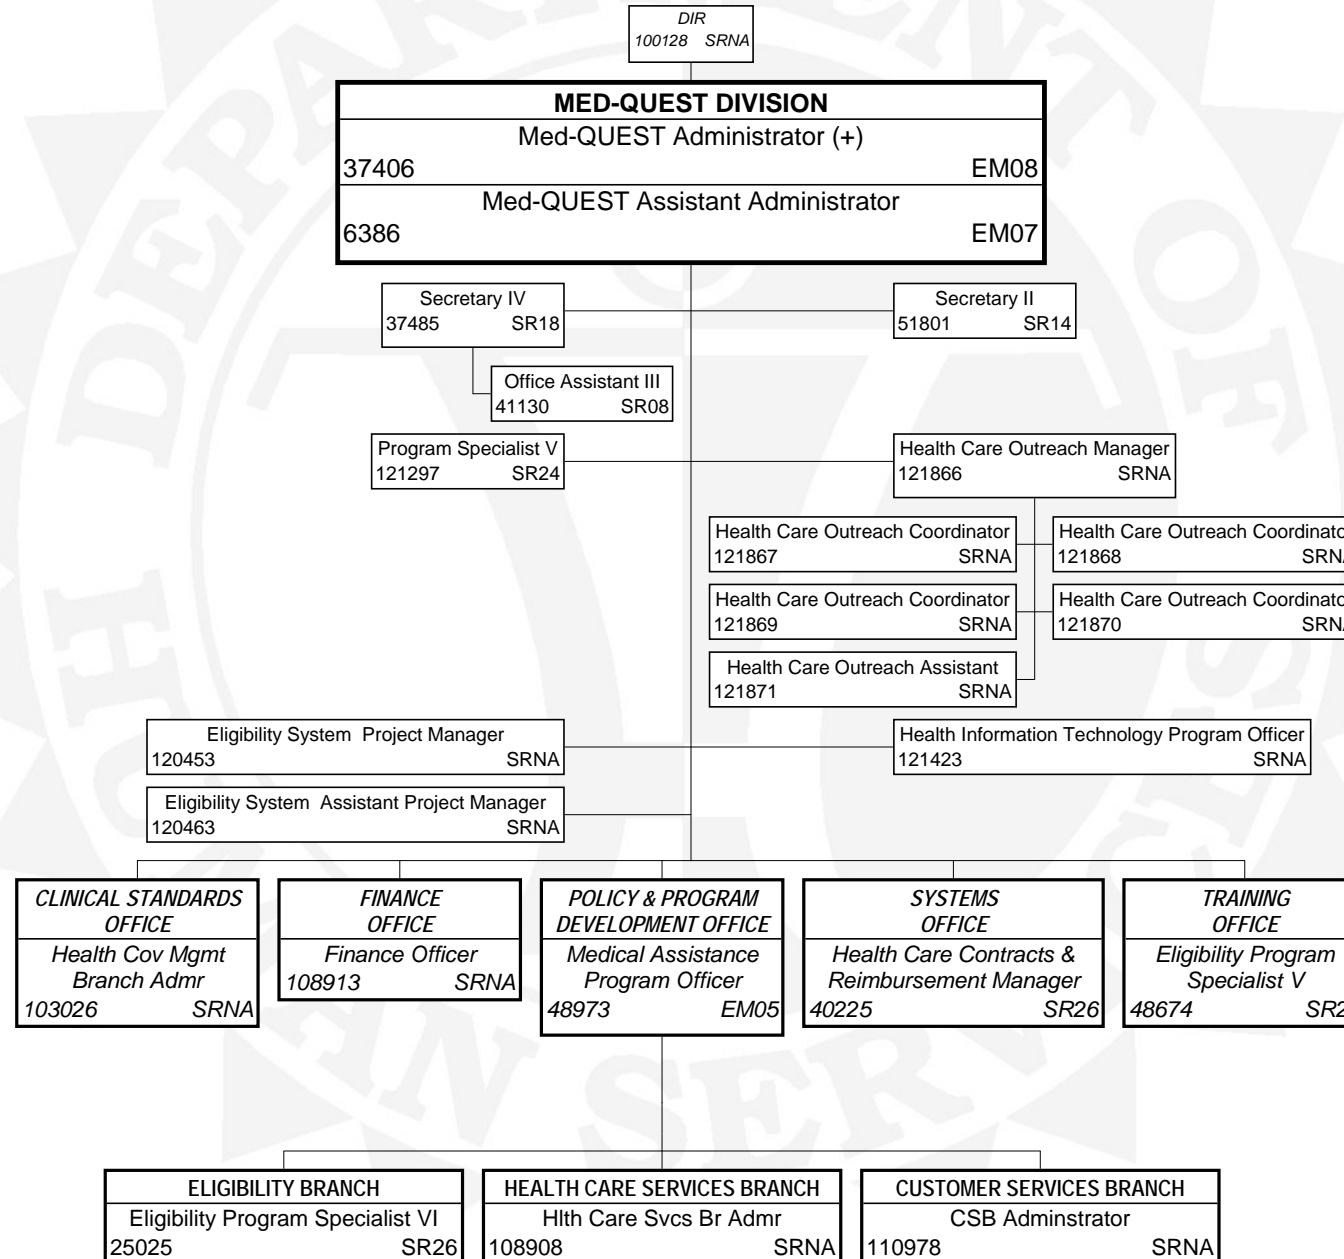 DIR
100128 SRNA
MED-QUEST DIVISION
Med-QUEST Administrator (+)
37406 EM08
Med-QUEST Assistant Administrator
6386 EM07
Secretary IV
37485 SR18
Secretary II
51801 SR14
Office Assistant III
41130 SR08
Program Specialist V
121297 SR24
Health Care Outreach Manager
121866 SRNA
Health Care Outreach Coordinator
121867 SRNA
Health Care Outreach Coordinato
121868 SRN
Health Care Outreach Coordinator
121869 SRNA
Health Care Outreach Coordinato
121870 SRN
Health Care Outreach Assistant
121871 SRNA
Eligibility System Project Manager
120453 SRNA
Health Information Technology Program Officer
121423 SRNA
Eligibility System Assistant Project Manager
120463 SRNA
CLINICAL STANDARDS
OFFICE
Health Cov Mgmt
Branch Admr
103026 SRNA
FINANCE
OFFICE
Finance Officer
108913 SRNA
POLICY & PROGRAM
DEVELOPMENT OFFICE
Medical Assistance
Program Officer
48973 EM05
SYSTEMS
OFFICE
Health Care Contracts &
Reimbursement Manager
40225 SR26
TRAINING
OFFICE
Eligibility Program
Specialist V
48674 SR2
ELIGIBILITY BRANCH
Eligibility Program Specialist VI
25025 SR26
HEALTH CARE SERVICES BRANCH
Hlth Care Svcs Br Admr
108908 SRNA
CUSTOMER SERVICES BRANCH
CSB Adminstrator
110978 SRNA